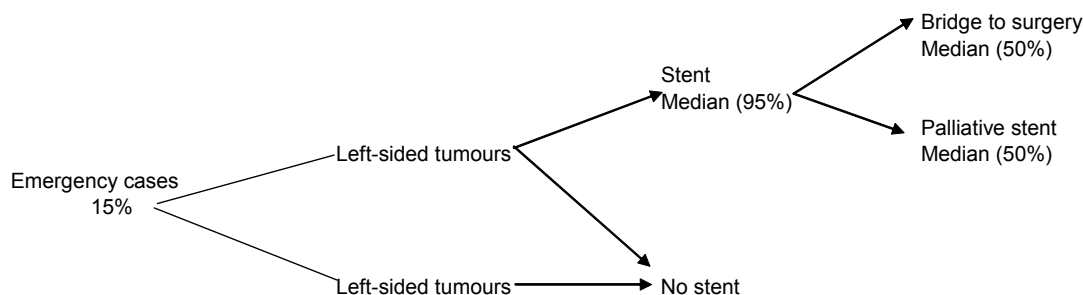 Bridge to surgery
Median (50%)
Stent
Median (95%)
Palliative stent
Median (50%)
Left-sided tumours
Emergency cases
15%
Left-sided tumours
No stent